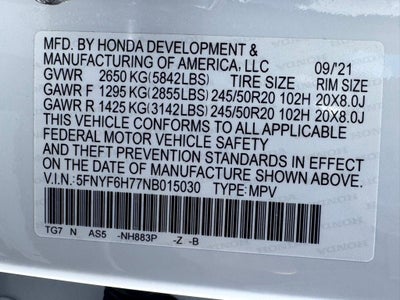 MFD. BY HONDA DEVELOPMENT &
MANUFACTURING OF AMERICA, LLC 09/'21
GVWR 2650 KG(5842LBS) TIRE SIZE RIM SIZE
GAWR F 1295 KG(2855LBS) 245/50R20 102H 20X8.0J
GAWR R 1425 KG(3142LBS) 245/50R20 102H 20X8.0J
THIS VEHICLE CONFORMS TO ALL APPLICABLE
FEDERAL MOTOR VEHICLE SAFETY
AND THEFT PREVENTION STANDARDS IN EFFECT
ON THE DATE OF MANUFACTURE SHOWN ABOVE.
V.I.N.: 5FNYF6H77NB015030 TYPE: MPV
TG7 N AS5 -NH883P -Z -B